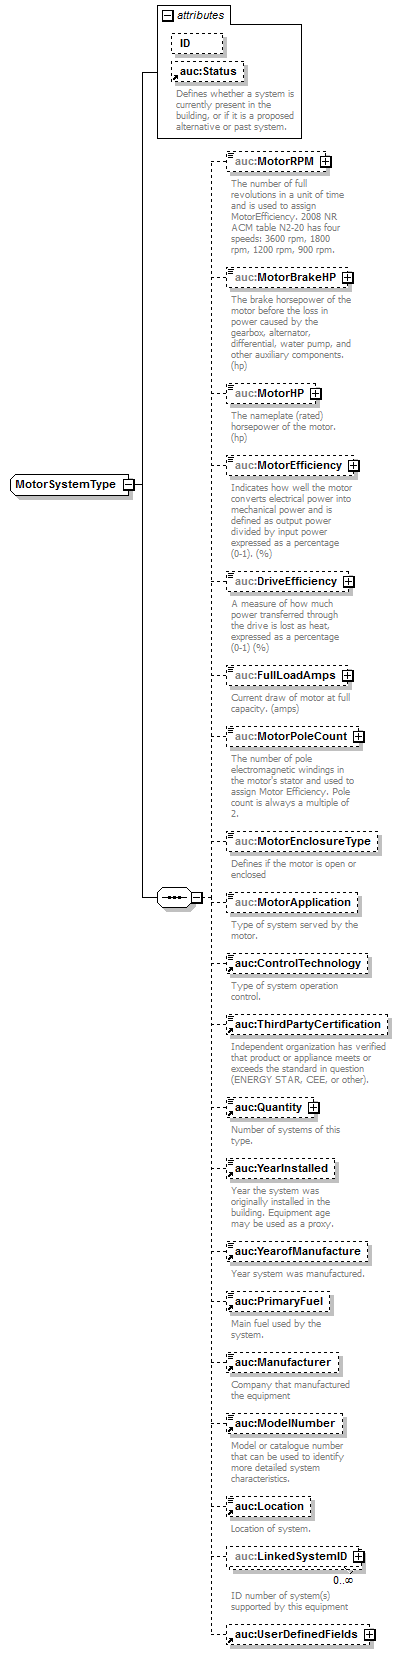 attributes
ID
auc:Status
Defines whether a system is
currently present in the
building, or if it is a proposed
alternative or past system.
auc:MotorRPM
The number of full
revolutions in a unit of time
and is used to assign
MotorEfficiency. 2008 NR
ACM table N2-20 has four
speeds: 3600 rpm, 1800
rpm, 1200 rpm, 900 rpm.
auc:MotorBrakeHP
The brake horsepower of the
motor before the loss in
power caused by the
gearbox, alternator,
differential, water pump, and
other auxiliary components.
(hp)
auc:MotorHP
The nameplate (rated)
horsepower of the motor.
(hp)
MotorSystemType
auc:MotorEfficiency
Indicates how well the motor
converts electrical power into
mechanical power and is
defined as output power
divided by input power
expressed as a percentage
(0-1). (%)
auc:DriveEfficiency
A measure of how much
power transferred through
the drive is lost as heat,
expressed as a percentage
(0-1) (%)
auc:FullLoadAmps
Current draw of motor at full
capacity. (amps)
auc:MotorPoleCount
The number of pole
electromagnetic windings in
the motor's stator and used to
assign Motor Efficiency. Pole
count is always a multiple of
2.
auc:MotorEnclosureType
Defines if the motor is open or
enclosed
auc:MotorApplication
Type of system served by the
motor.
auc:ControlTechnology
Type of system operation
control.
auc:ThirdPartyCertification
Independent organization has verified
that product or appliance meets or
exceeds the standard in question
(ENERGY STAR, CEE, or other).
auc:Quantity
Number of systems of this
type.
auc:YearInstalled
Year the system was
originally installed in the
building. Equipment age
may be used as a proxy.
auc:YearofManufacture
Year system was manufactured.
auc:PrimaryFuel
Main fuel used by the
system.
auc:Manufacturer
Company that manufactured
the equipment
auc:ModelNumber
Model or catalogue number
that can be used to identify
more detailed system
characteristics.
auc:Location
Location of system.
auc:LinkedSystemID
0..∞
ID number of system(s)
supported by this equipment
auc:UserDefinedFields